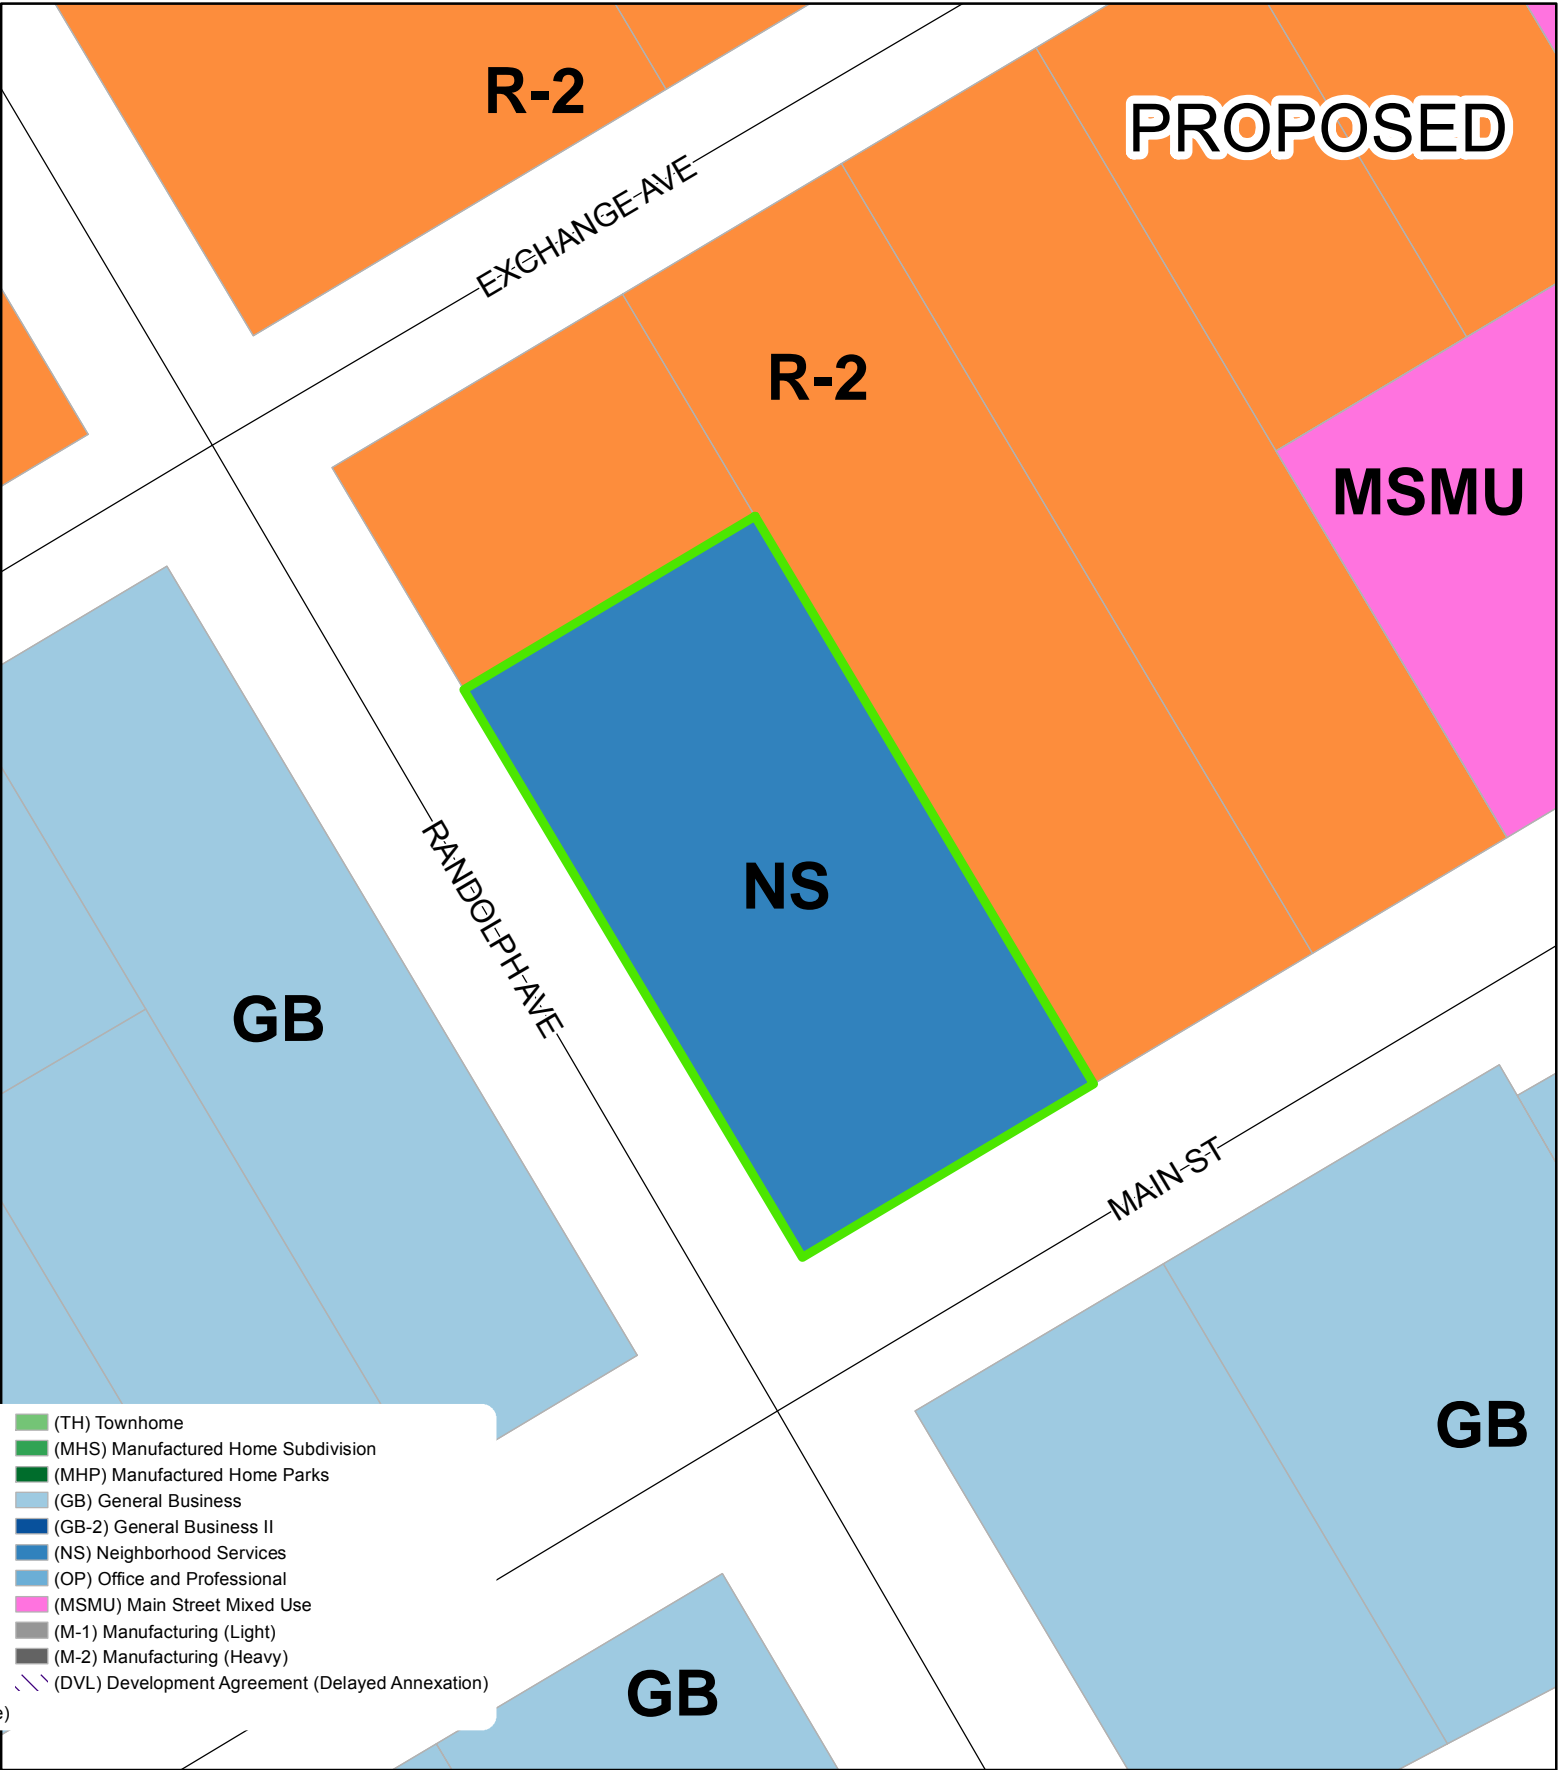 R-2
PROPOSED
EXCHANGE AVE
R-2
MSMU
NS
RANDOLPH AVE
GB
MAIN ST
GB
(TH) Townhome
(MHS) Manufactured Home Subdivision
(MHP) Manufactured Home Parks
(GB) General Business
(GB-2) General Business II
(NS) Neighborhood Services
(OP) Office and Professional
(MSMU) Main Street Mixed Use
(M-1) Manufacturing (Light)
(M-2) Manufacturing (Heavy)
(DVL) Development Agreement (Delayed Annexation)
GB